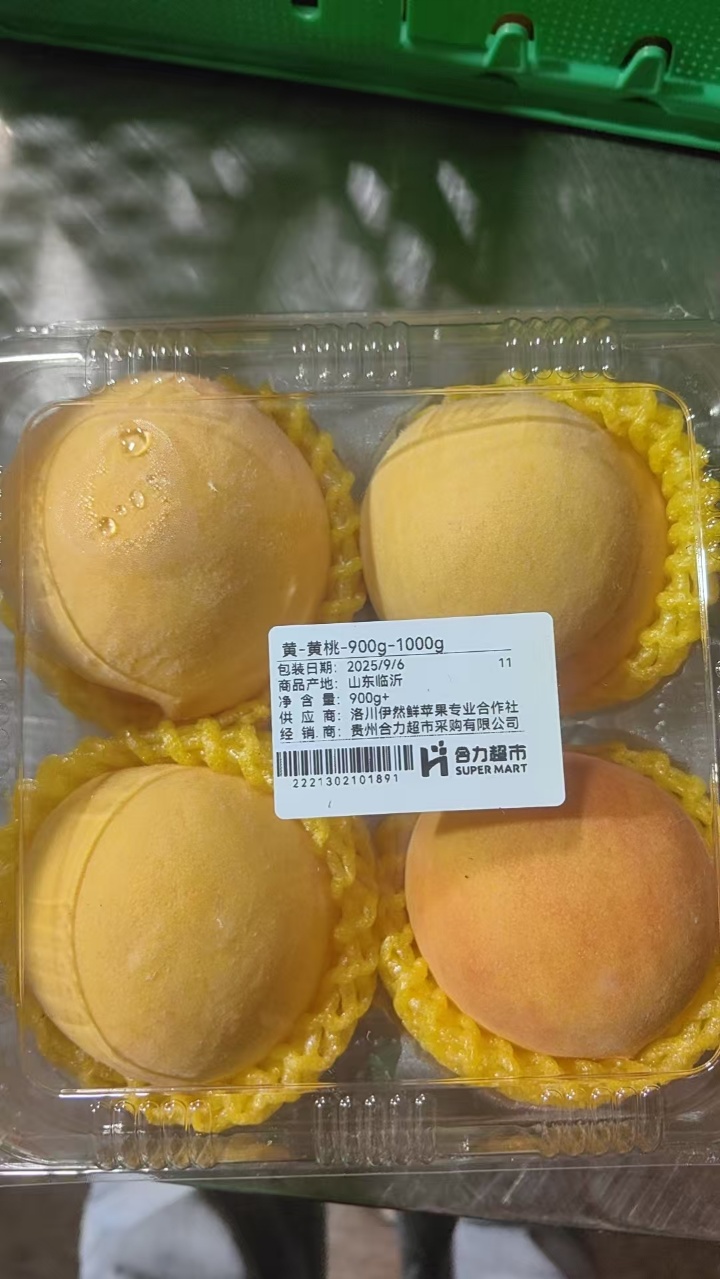 黄-黄桃-900g-1000g
包装日期: 2025/9/6 11
商品产地: 山东临沂
净 含 量: 900g+
供 应 商: 洛川伊然鲜苹果专业合作社
经 销 商: 贵州合力超市采购有限公司
2221302101891
合力超市
SUPER MART